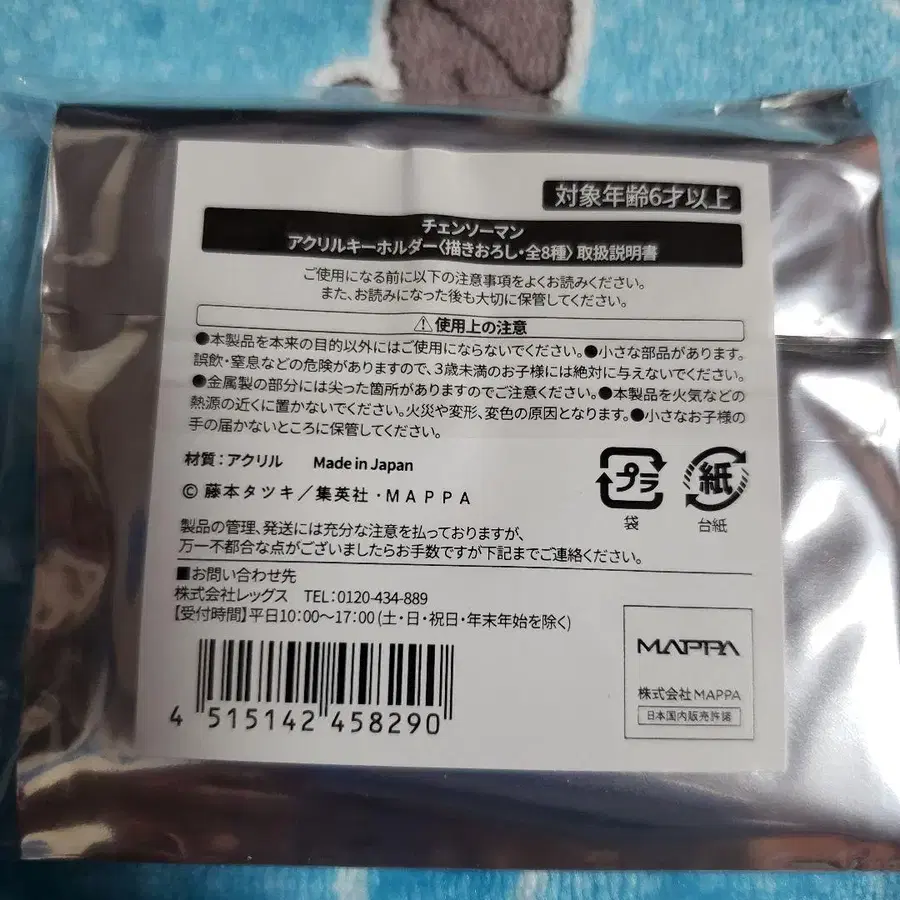 対象年齢6才以上
チェンソーマン
アクリルキーホルダー〈描きおろし・全8種〉取扱説明書
ご使用になる前に以下の注意事項をよくお読みください。
また、お読みになった後も大切に保管してください。
⚠使用上の注意
●本製品を本来の目的以外にはご使用にならないでください。●小さな部品があります。
誤飲・窒息などの危険がありますので、3歳未満のお子様には絶対に与えないでください。
●金属製の部分には尖った箇所がありますのでご注意ください。●本製品を火気などの
熱源の近くに置かないでください。火災や変形、変色の原因となります。●小さなお子様の
手の届かないところに保管してください。
材質：アクリル Made in Japan
プラ 紙
袋 台紙
© 藤本タツキ／集英社・MAPPA
製品の管理、発送には充分な注意を払っておりますが、
万一不都合な点がございましたらお手数ですが下記までご連絡ください。
■お問い合わせ先
株式会社レッグス TEL：0120-434-889
【受付時間】平日10：00～17：00（土・日・祝日・年末年始を除く）
4 515142 458290
MAPPA
株式会社MAPPA
日本国内販売許諾